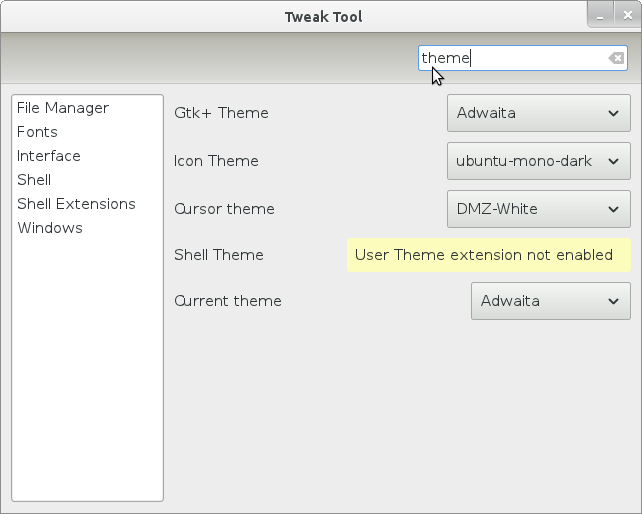 Tweak Tool
theme
File Manager
Fonts
Interface
Shell
Shell Extensions
Windows
Gtk+ Theme
Adwaita
Icon Theme
ubuntu-mono-dark
Cursor theme
DMZ-White
Shell Theme
User Theme extension not enabled
Current theme
Adwaita